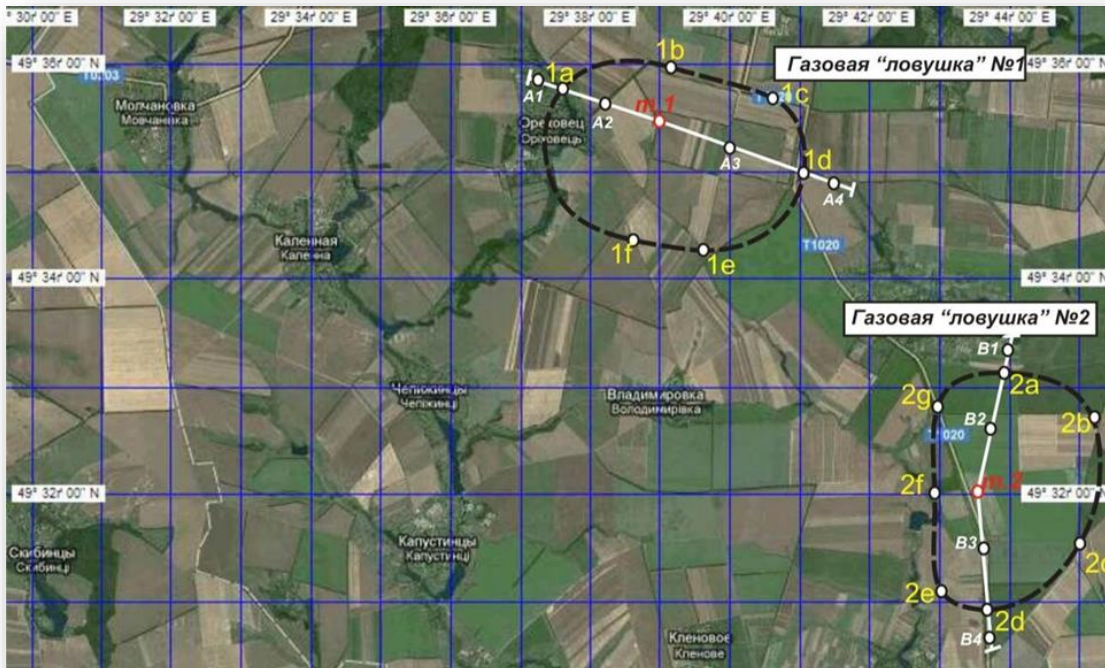 30′ 00″ E
29° 32′ 00″ E
29° 34′ 00″ E
29° 36′ 00″ E
29° 38′ 00″ E
29° 40′ 00″ E
29° 42′ 00″ E
29° 44′ 00″ E
49° 36′ 00″ N
49° 36′ 00″ N
T0203
Молчановка
Мовчанівка
A1
1a
1b
1c
Газовая “ловушка” №1
A2
т.1
Ореховец
Оріховець
A3
1d
A4
Каленная
Каленна
1f
1e
T1020
49° 34′ 00″ N
49° 34′ 00″ N
Газовая “ловушка” №2
B1
2a
Чепіжинці
Владимировка
Володимирівка
2g
2b
B2
T1020
49° 32′ 00″ N
2f
т.2
49° 32′ 00″ N
Капустинцы
Капустинці
Скибинцы
Скибинці
B3
2c
2e
2d
B4
Кленовое
Кленове